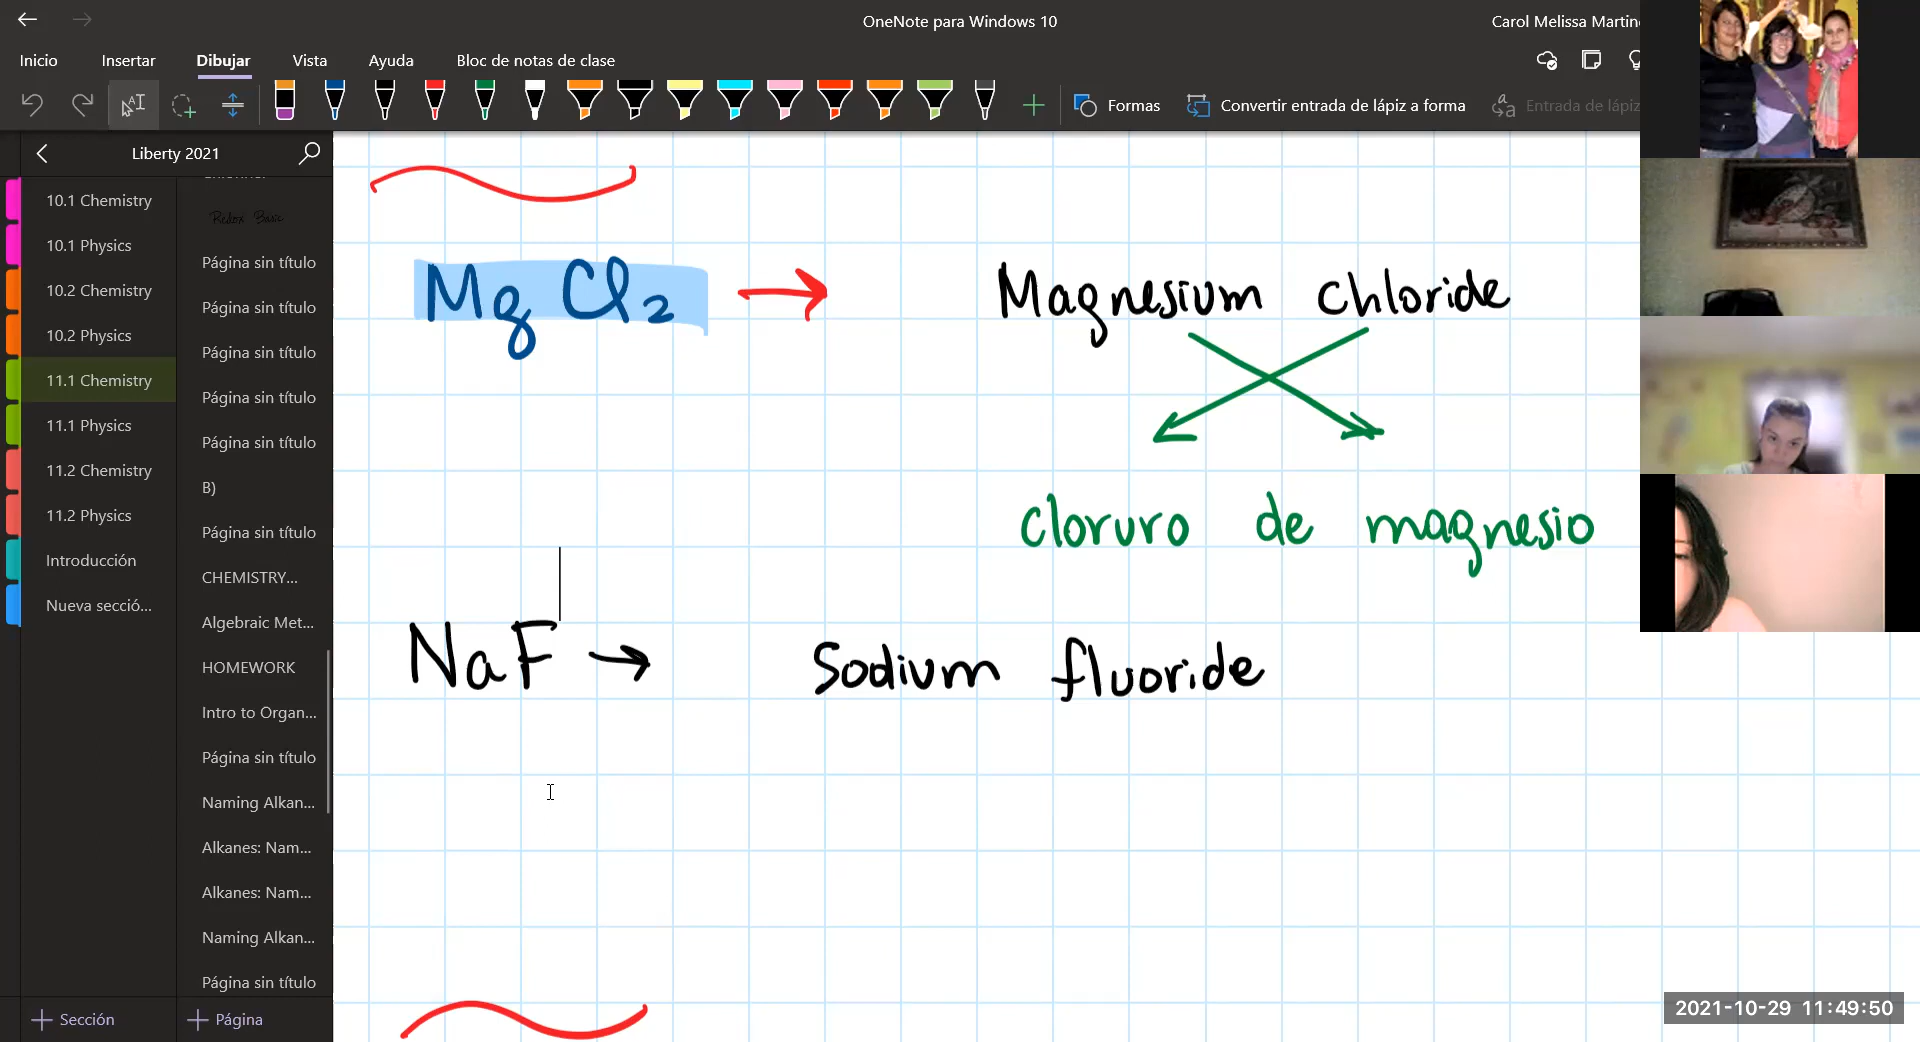 OneNote para Windows 10
Carol Melissa Martin
Inicio
Insertar
Dibujar
Vista
Ayuda
Bloc de notas de clase
Formas
Convertir entrada de lápiz a forma
Entrada de lápiz
Liberty 2021
10.1 Chemistry
10.1 Physics
10.2 Chemistry
10.2 Physics
11.1 Chemistry
11.1 Physics
11.2 Chemistry
11.2 Physics
Introducción
Nueva secció...
Redox Basic
Página sin título
Página sin título
Página sin título
Página sin título
Página sin título
B)
Página sin título
CHEMISTRY...
Algebraic Met...
HOMEWORK
Intro to Organ...
Página sin título
Naming Alkan...
Alkanes: Nam...
Alkanes: Nam...
Naming Alkan...
Página sin título
Sección
Página
MgCl2 → Magnesium chloride
cloruro de magnesio
NaF → Sodium fluoride
2021-10-29 11:49:50